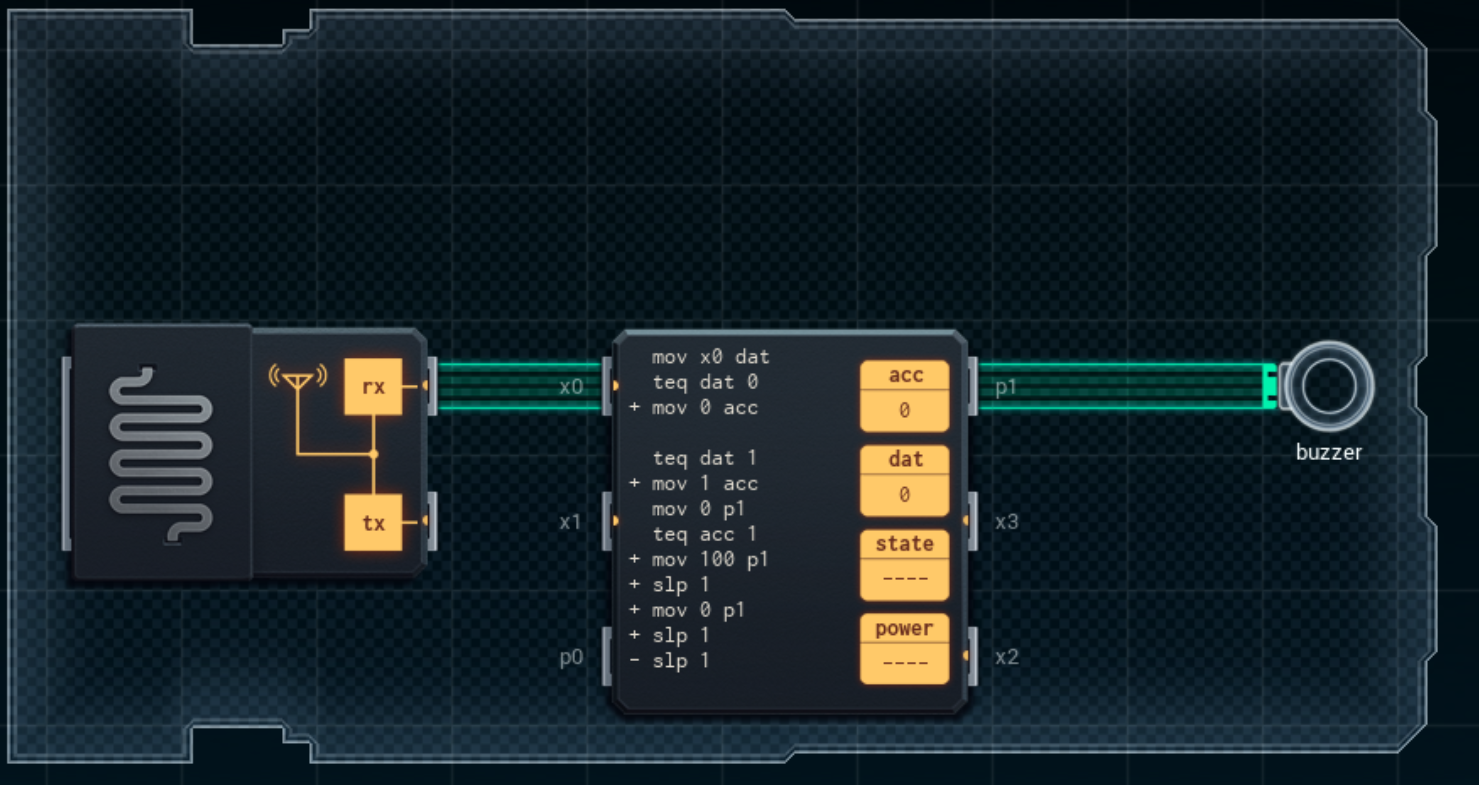 rx
tx
x0
x1
p0
mov x0 dat
teq dat 0
+ mov 0 acc
teq dat 1
+ mov 1 acc
mov 0 p1
teq acc 1
+ mov 100 p1
+ slp 1
+ mov 0 p1
+ slp 1
- slp 1
acc
0
dat
0
state
----
power
----
p1
x3
x2
buzzer